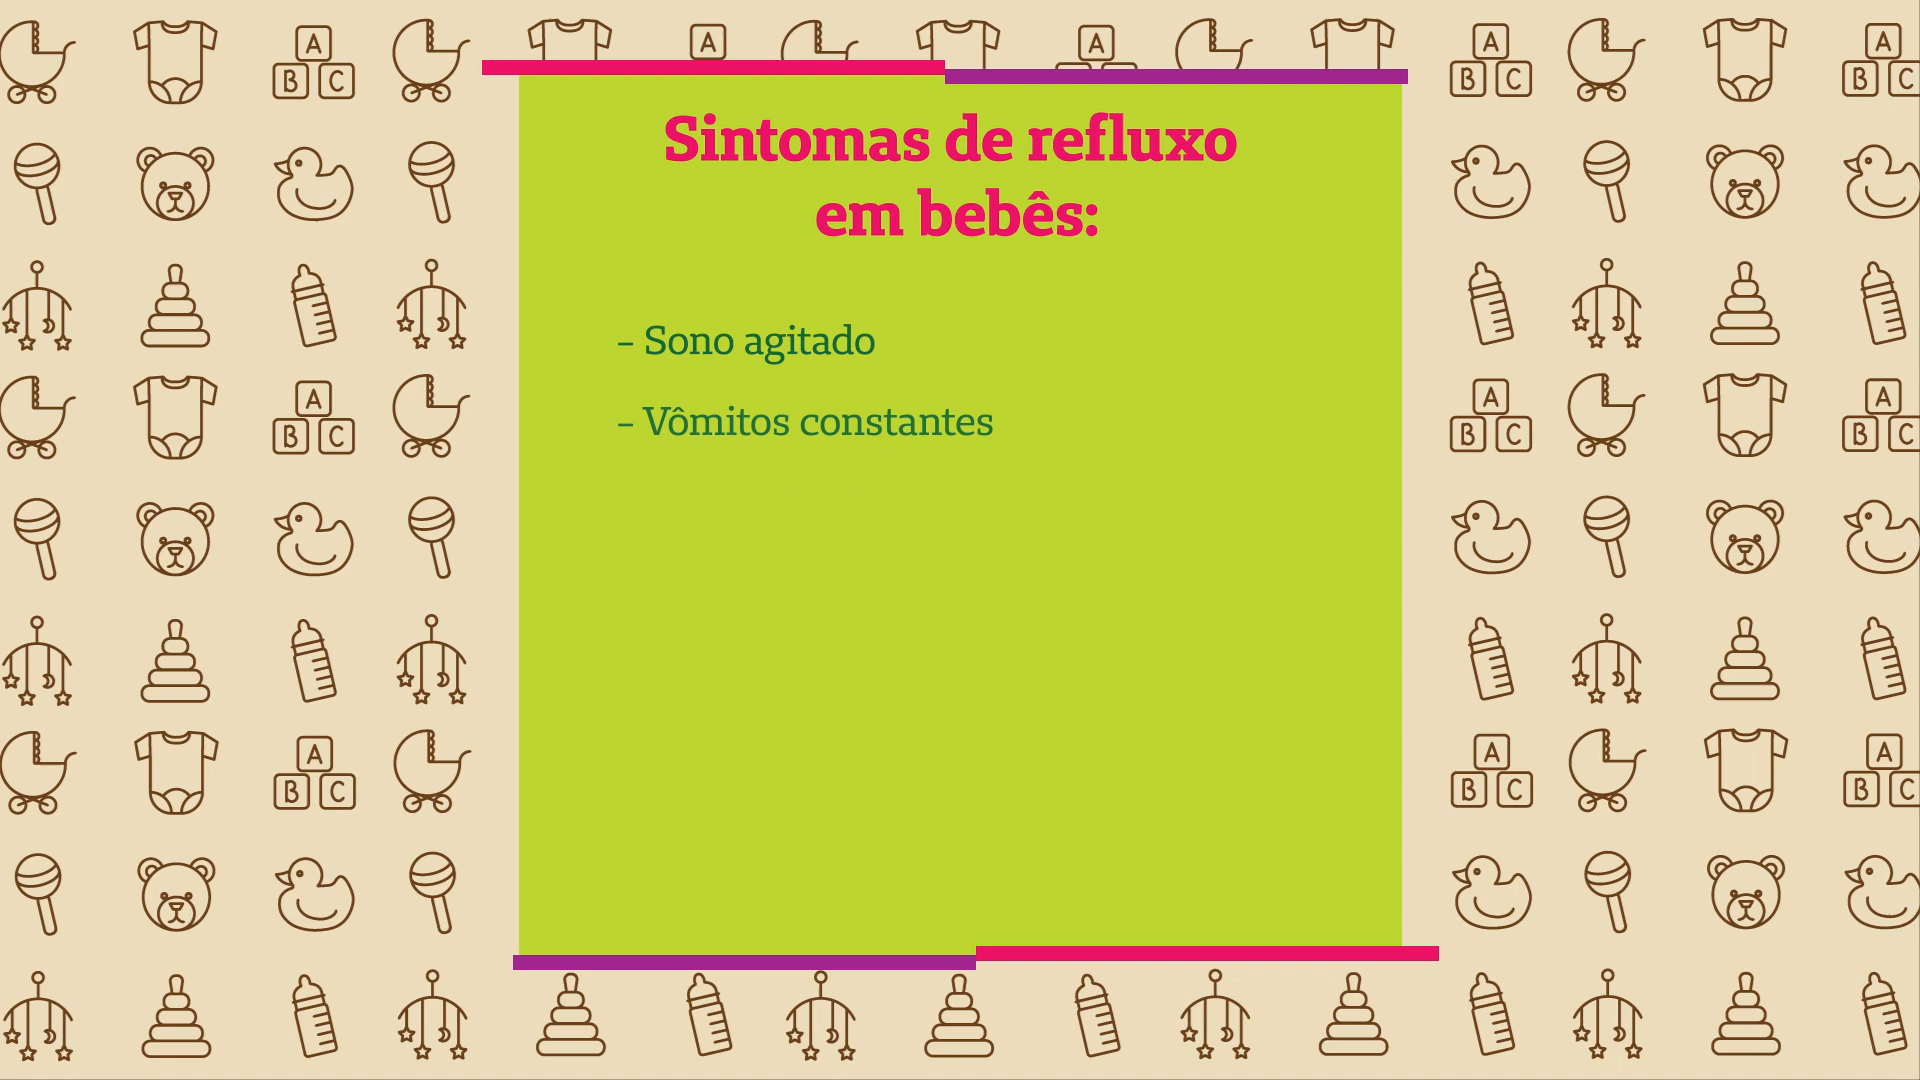 Sintomas de refluxo
em bebês:
– Sono agitado
– Vômitos constantes